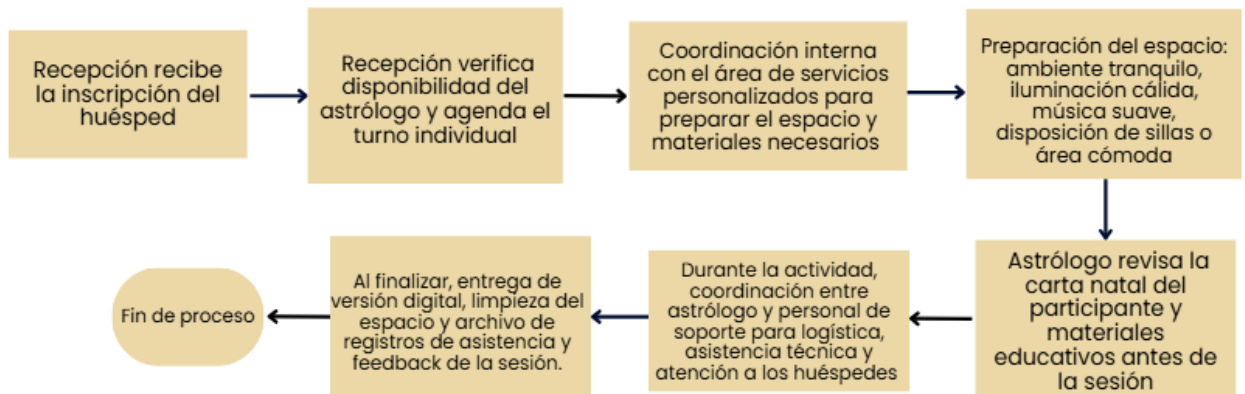 Recepción recibe
la inscripción del
huésped
Recepción verifica
disponibilidad del
astrólogo y agenda el
turno individual
Coordinación interna
con el área de servicios
personalizados para
preparar el espacio y
materiales necesarios
Preparación del espacio:
ambiente tranquilo,
iluminación cálida,
música suave,
disposición de sillas o
área cómoda
Astrólogo revisa la
carta natal del
participante y
materiales
educativos antes de
la sesión
Durante la actividad,
coordinación entre
astrólogo y personal de
soporte para logística,
asistencia técnica y
atención a los huéspedes
Al finalizar, entrega de
versión digital, limpieza del
espacio y archivo de
registros de asistencia y
feedback de la sesión.
Fin de proceso